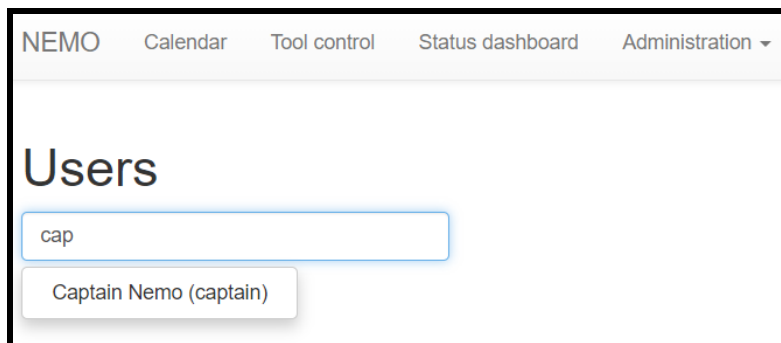 NEMO Calendar Tool control Status dashboard Administration
Users
cap
Captain Nemo (captain)